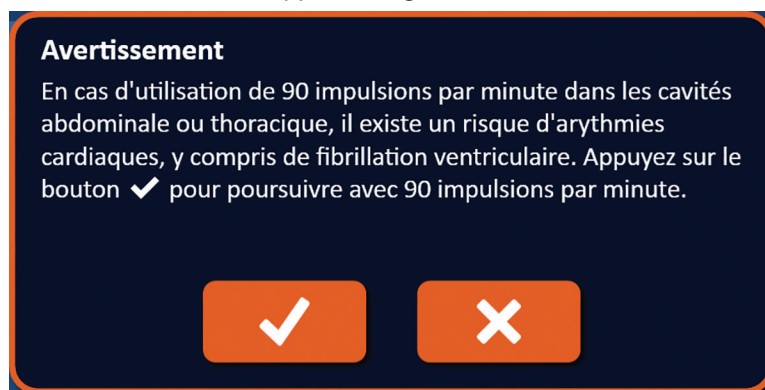 Avertissement
En cas d'utilisation de 90 impulsions par minute dans les cavités
abdominale ou thoracique, il existe un risque d'arythmies
cardiaques, y compris de fibrillation ventriculaire. Appuyez sur le
bouton ✔ pour poursuivre avec 90 impulsions par minute.